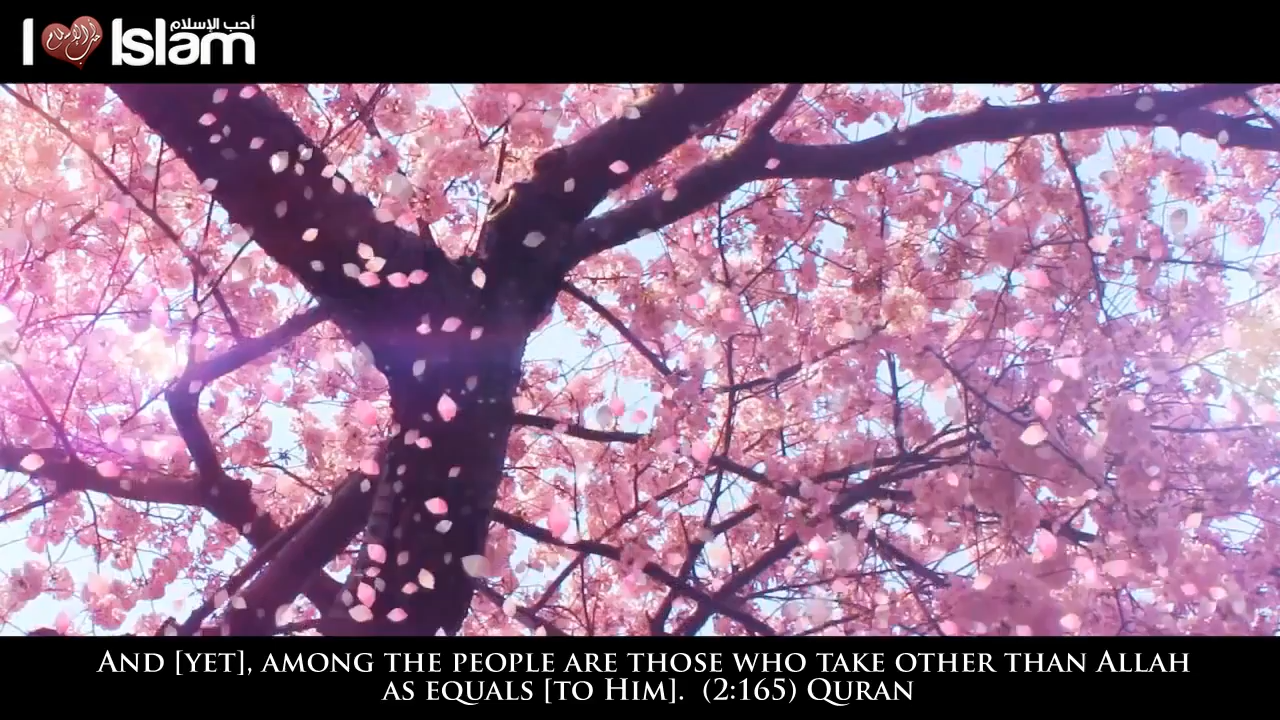 أحب الإسلام
I Islam
AND [YET], AMONG THE PEOPLE ARE THOSE WHO TAKE OTHER THAN ALLAH
AS EQUALS [TO HIM]. (2:165) QURAN